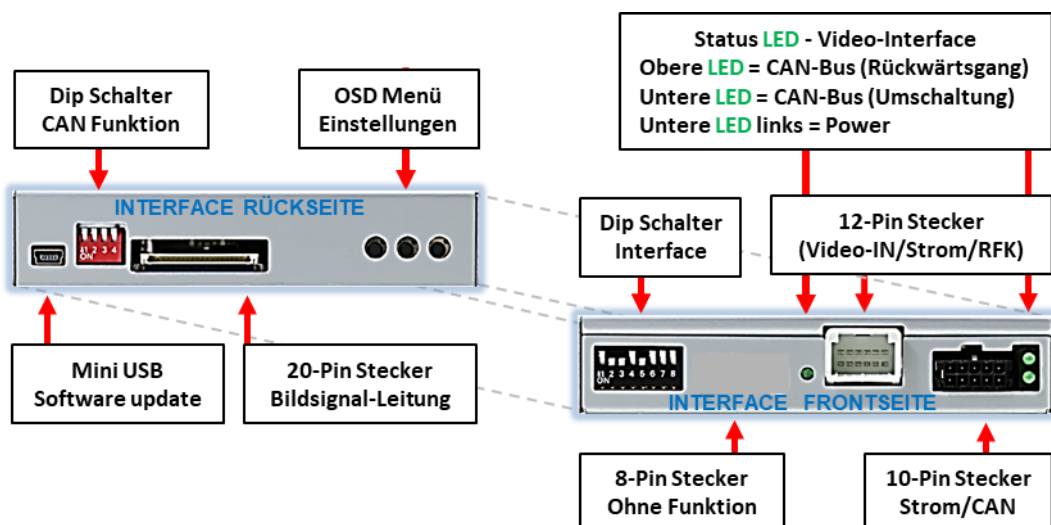 Status LED - Video-Interface
Obere LED = CAN-Bus (Rückwärtsgang)
Untere LED = CAN-Bus (Umschaltung)
Untere LED links = Power
Dip Schalter
CAN Funktion
OSD Menü
Einstellungen
INTERFACE RÜCKSEITE
1 2 3 4
ON
Dip Schalter
Interface
12-Pin Stecker
(Video-IN/Strom/RFK)
Mini USB
Software update
20-Pin Stecker
Bildsignal-Leitung
1 2 3 4 5 6 7 8
ON
INTERFACE FRONTSEITE
8-Pin Stecker
Ohne Funktion
10-Pin Stecker
Strom/CAN